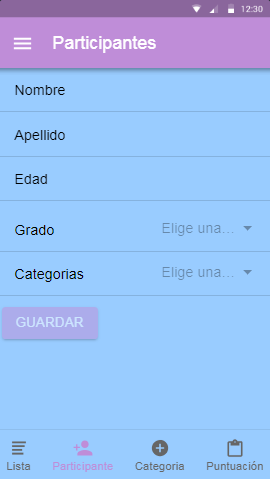 12:30
Participantes
Nombre
Apellido
Edad
Grado Elige una...
Categorias Elige una...
GUARDAR
Lista Participante Categoria Puntuación